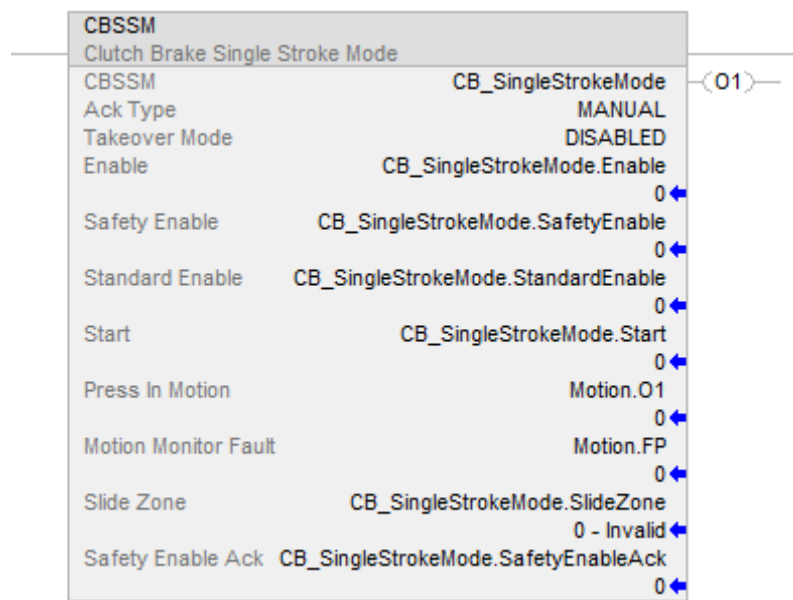 CBSSM
Clutch Brake Single Stroke Mode
CBSSM CB_SingleStrokeMode (O1)
Ack Type MANUAL
Takeover Mode DISABLED
Enable CB_SingleStrokeMode.Enable
0
Safety Enable CB_SingleStrokeMode.SafetyEnable
0
Standard Enable CB_SingleStrokeMode.StandardEnable
0
Start CB_SingleStrokeMode.Start
0
Press In Motion Motion.O1
0
Motion Monitor Fault Motion.FP
0
Slide Zone CB_SingleStrokeMode.SlideZone
0 - Invalid
Safety Enable Ack CB_SingleStrokeMode.SafetyEnableAck
0